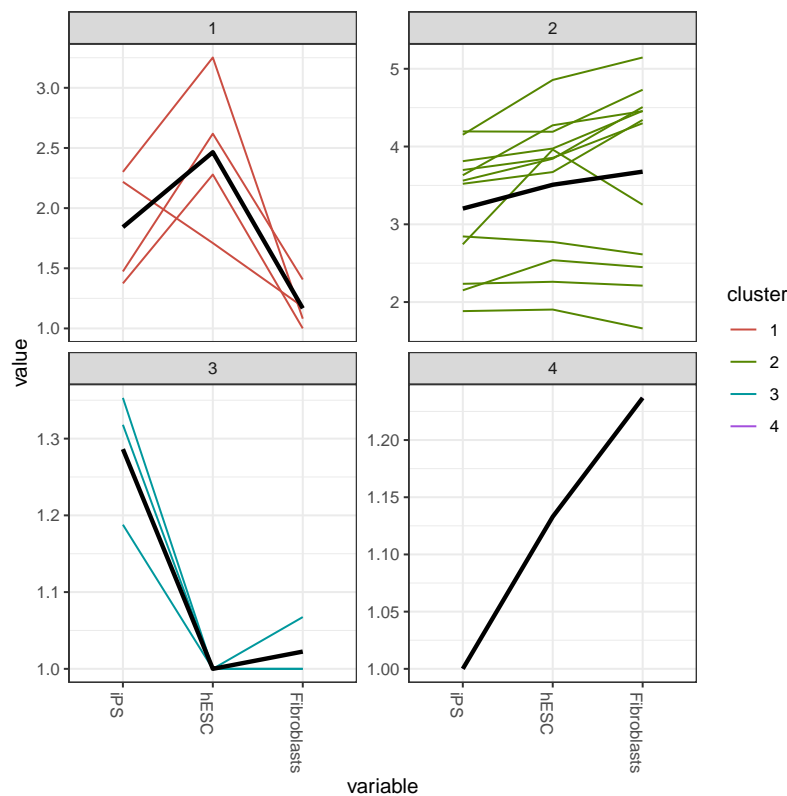 1
2
3.0
2.5
2.0
1.5
1.0
5
4
3
2
value
3
4
1.3
1.2
1.1
1.0
1.20
1.15
1.10
1.05
1.00
iPS
hESC
Fibroblasts
iPS
hESC
Fibroblasts
variable
cluster
1
2
3
4